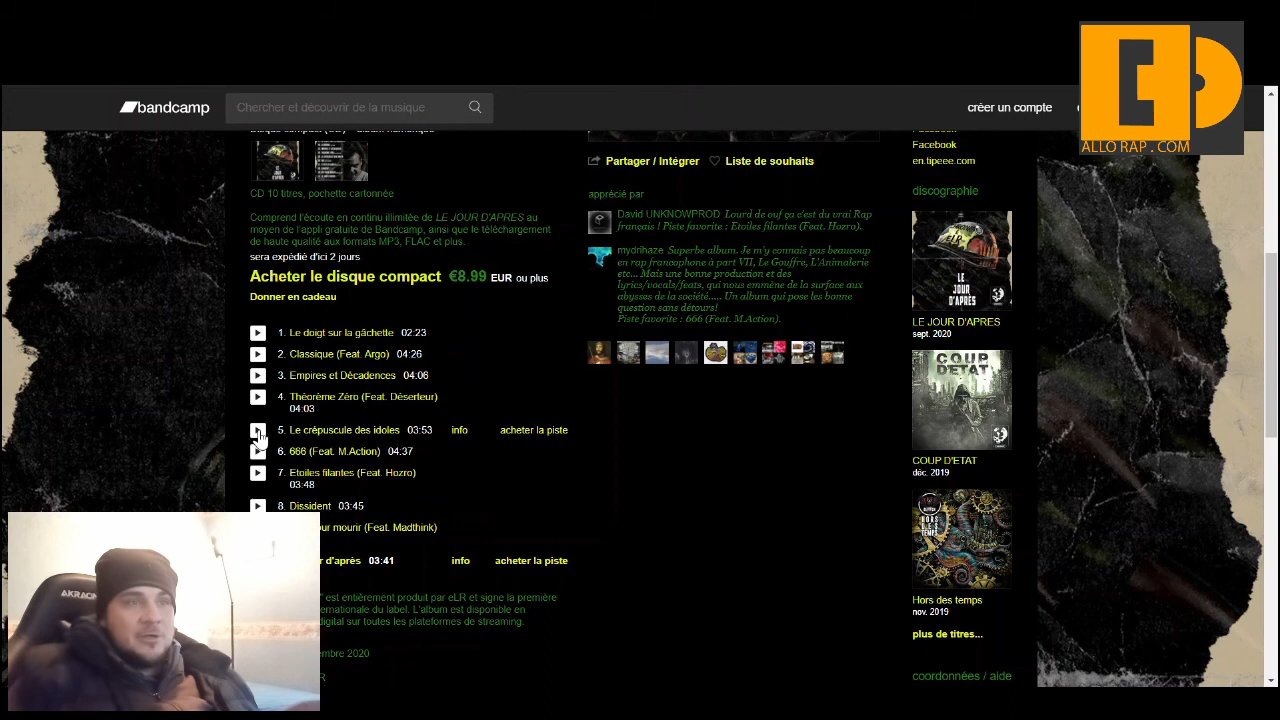 ALLO RAP . COM
bandcamp
Chercher et découvrir de la musique
créer un compte
Facebook
en.tipeee.com
Partager / Intégrer
Liste de souhaits
CD 10 titres, pochette cartonnée
Comprend l'écoute en continu illimitée de LE JOUR D'APRES au
moyen de l'appli gratuite de Bandcamp, ainsi que le téléchargement
de haute qualité aux formats MP3, FLAC et plus.
sera expédié d'ici 2 jours
Acheter le disque compact €8.99 EUR ou plus
Donner en cadeau
1. Le doigt sur la gâchette 02:23
2. Classique (Feat. Argo) 04:26
3. Empires et Décadences 04:06
4. Théorème Zéro (Feat. Déserteur)
04:03
5. Le crépuscule des idoles 03:53 info acheter la piste
6. 666 (Feat. M.Action) 04:37
7. Etoiles filantes (Feat. Hozro)
03:48
8. Dissident 03:45
our mourir (Feat. Madthink)
r d'après 03:41 info acheter la piste
" est entièrement produit par eLR et signe la première
ternationale du label. L'album est disponible en
digital sur toutes les plateformes de streaming.
embre 2020
R
apprécié par
David UNKNOWPROD Lourd de ouf ça c'est du vrai Rap
français ! Piste favorite : Etoiles filantes (Feat. Hozro).
mydrihaze Superbe album. Je m'y connais pas beaucoup
en rap francophone à part VII, Le Gouffre, L'Animalerie
etc... Mais une bonne production et des
lyrics/vocals/feats, qui nous emmène de la surface aux
abysses de la société..... Un album qui pose les bonne
question sans détours!
Piste favorite : 666 (Feat. M.Action).
discographie
LE
JOUR
D'APRÈS
LE JOUR D'APRES
sept. 2020
COUP
D'ETAT
COUP D'ETAT
déc. 2019
HORS
DES
TEMPS
Hors des temps
nov. 2019
plus de titres...
coordonnées / aide
AKRACING